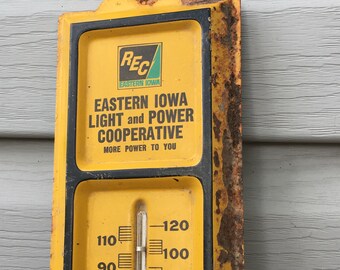 REC
EASTERN IOWA
EASTERN IOWA
LIGHT and POWER
COOPERATIVE
MORE POWER TO YOU
120
110
100
90